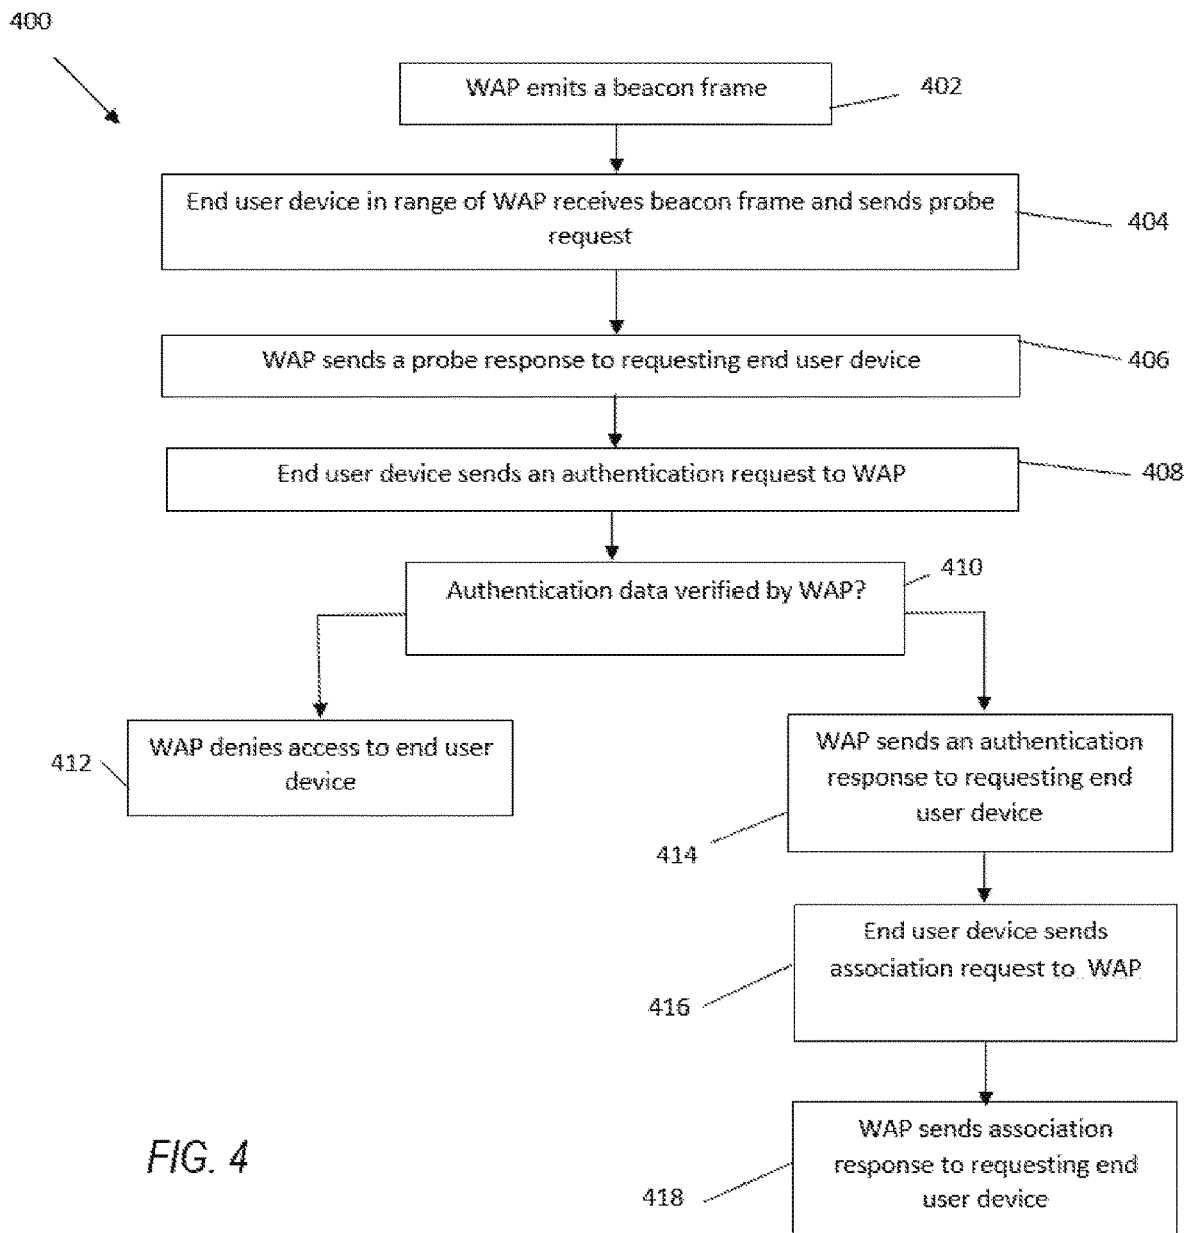 400
WAP emits a beacon frame
402
End user device in range of WAP receives beacon frame and sends probe
request
404
WAP sends a probe response to requesting end user device
406
End user device sends an authentication request to WAP
408
Authentication data verified by WAP?
410
WAP denies access to end user
device
412
WAP sends an authentication
response to requesting end
user device
414
End user device sends
association request to WAP
416
WAP sends association
response to requesting end
user device
418
FIG. 4